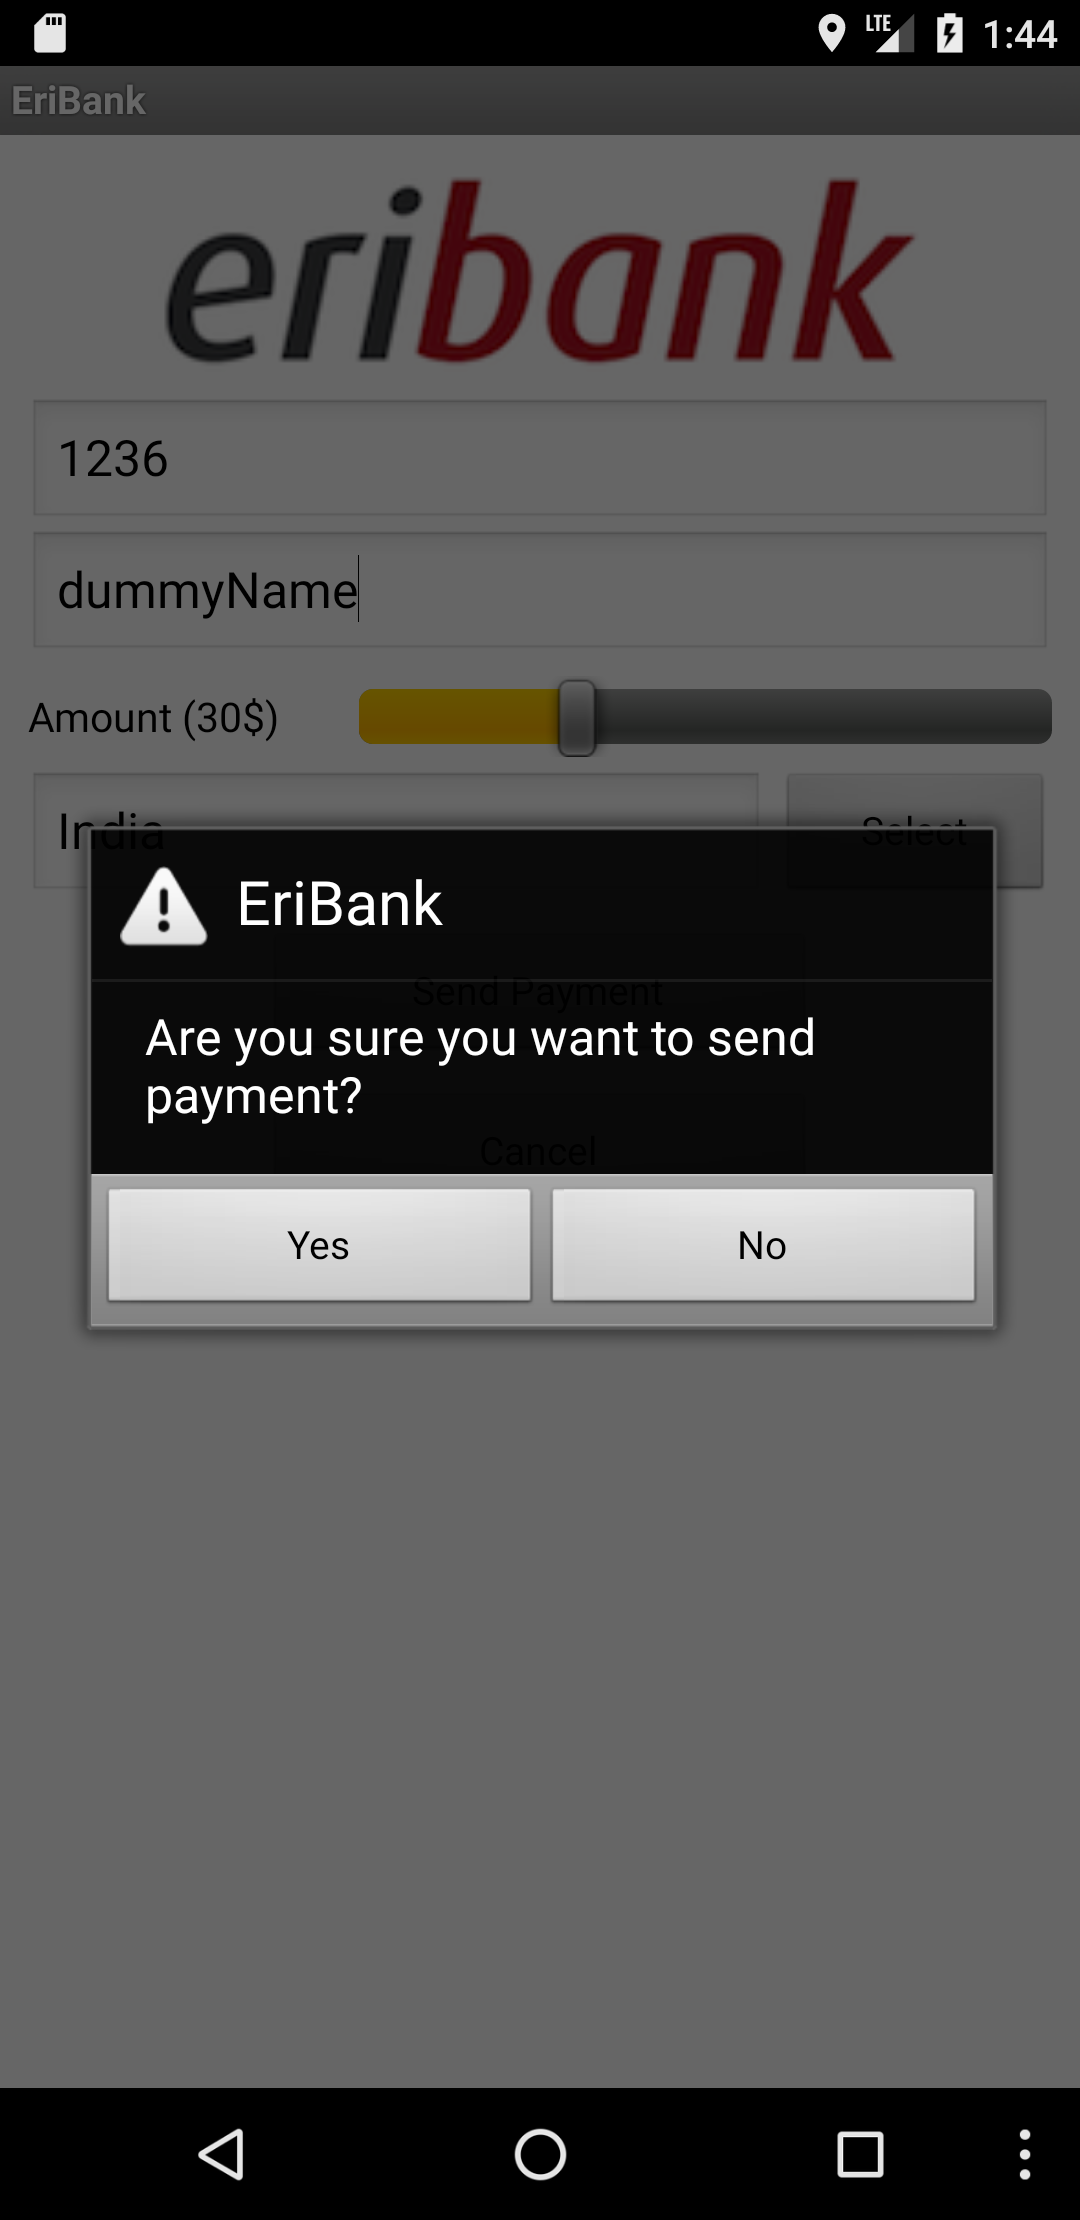 LTE 1:44
EriBank
eribank
1236
dummyName
Amount (30$)
India
Select
EriBank
Send Payment
Are you sure you want to send
payment?
Cancel
Yes No